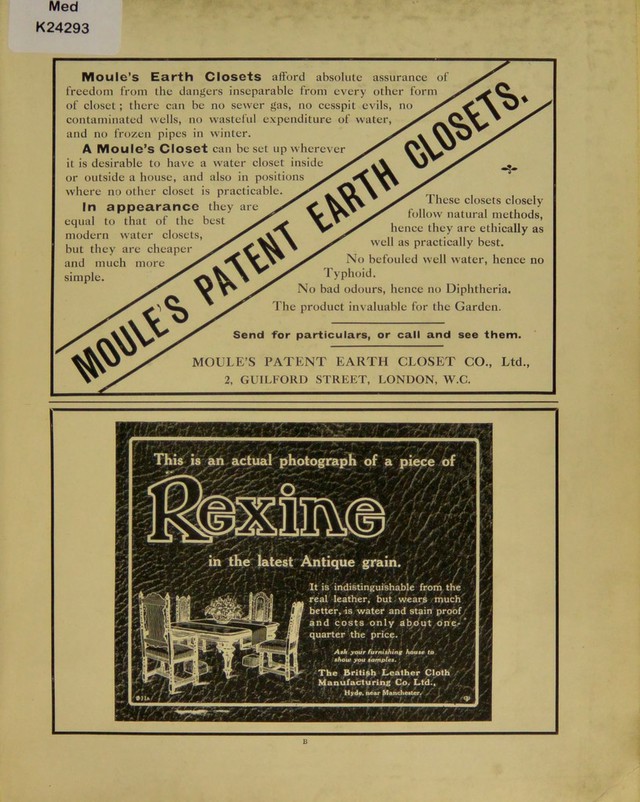 Med
K24293
Moule's Earth Closets afford absolute assurance of
freedom from the dangers inseparable from every other form
of closet; there can be no sewer gas, no cesspit evils, no
contaminated wells, no wasteful expenditure of water,
and no frozen pipes in winter.
A Moule's Closet can be set up wherever
it is desirable to have a water closet inside
or outside a house, and also in positions
where no other closet is practicable.
In appearance they are
equal to that of the best
modern water closets,
but they are cheaper
and much more
simple.
MOULE'S PATENT EARTH CLOSETS.
These closets closely
follow natural methods,
hence they are ethically as
well as practically best.
No befouled well water, hence no
Typhoid.
No bad odours, hence no Diphtheria.
The product invaluable for the Garden.
Send for particulars, or call and see them.
MOULE'S PATENT EARTH CLOSET CO., Ltd.,
2, GUILFORD STREET, LONDON, W.C.
This is an actual photograph of a piece of
Rexine
in the latest Antique grain.
It is indistinguishable from the
real leather, but wears much
better, is water and stain proof
and costs only about one-
quarter the price.
Ask your furnishing house to
show you samples.
The British Leather Cloth
Manufacturing Co. Ltd.,
Hyde, near Manchester.
B